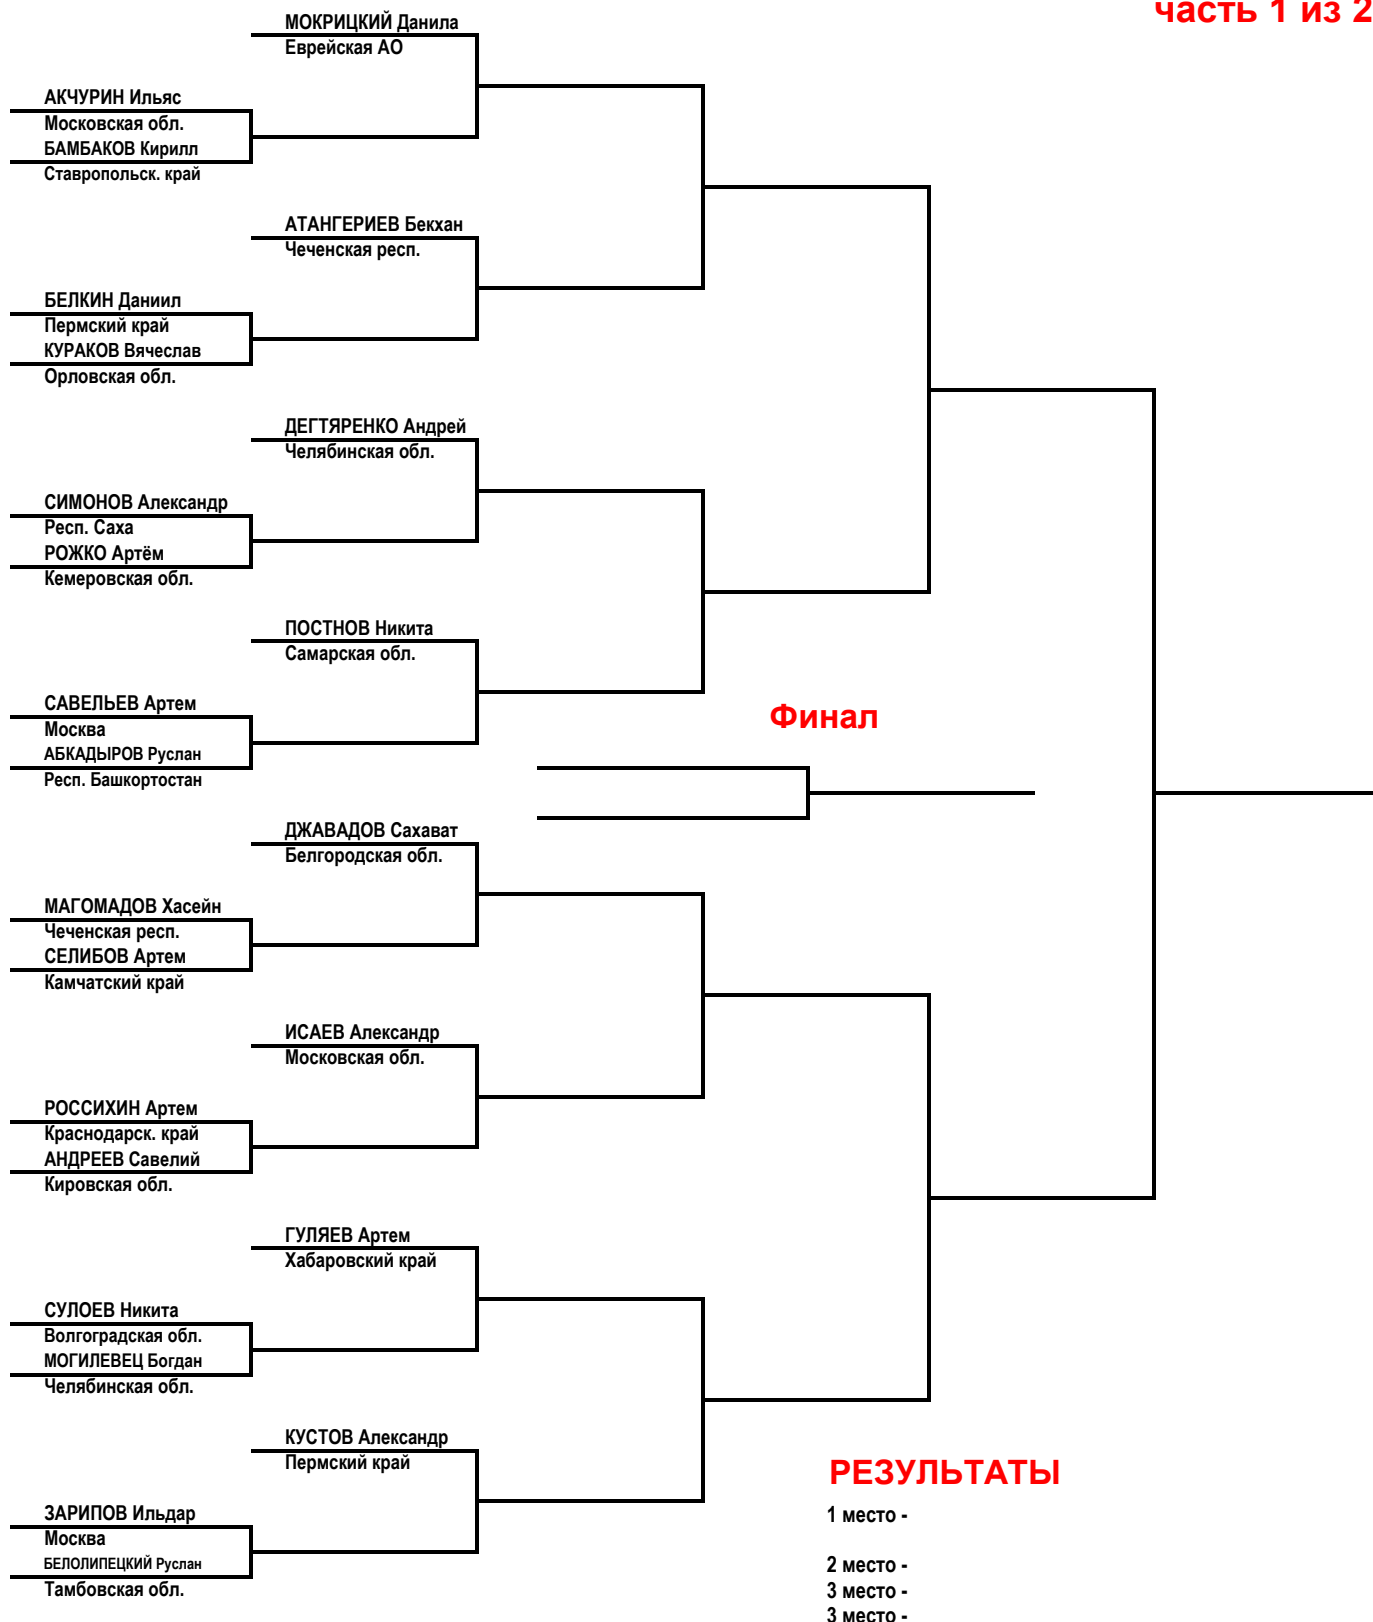 часть 1 из 2
МОКРИЦКИЙ Данила
Еврейская АО
АКЧУРИН Ильяс
Московская обл.
БАМБАКОВ Кирилл
Ставропольск. край
АТАНГЕРИЕВ Бекхан
Чеченская респ.
БЕЛКИН Даниил
Пермский край
КУРАКОВ Вячеслав
Орловская обл.
ДЕГТЯРЕНКО Андрей
Челябинская обл.
СИМОНОВ Александр
Респ. Саха
РОЖКО Артём
Кемеровская обл.
ПОСТНОВ Никита
Самарская обл.
САВЕЛЬЕВ Артем
Москва
АБКАДЫРОВ Руслан
Респ. Башкортостан
Финал
ДЖАВАДОВ Сахават
Белгородская обл.
МАГОМАДОВ Хасейн
Чеченская респ.
СЕЛИБОВ Артем
Камчатский край
ИСАЕВ Александр
Московская обл.
РОССИХИН Артем
Краснодарск. край
АНДРЕЕВ Савелий
Кировская обл.
ГУЛЯЕВ Артем
Хабаровский край
СУЛОЕВ Никита
Волгоградская обл.
МОГИЛЕВЕЦ Богдан
Челябинская обл.
КУСТОВ Александр
Пермский край
ЗАРИПОВ Ильдар
Москва
БЕЛОЛИПЕЦКИЙ Руслан
Тамбовская обл.
РЕЗУЛЬТАТЫ
1 место -
2 место -
3 место -
3 место -